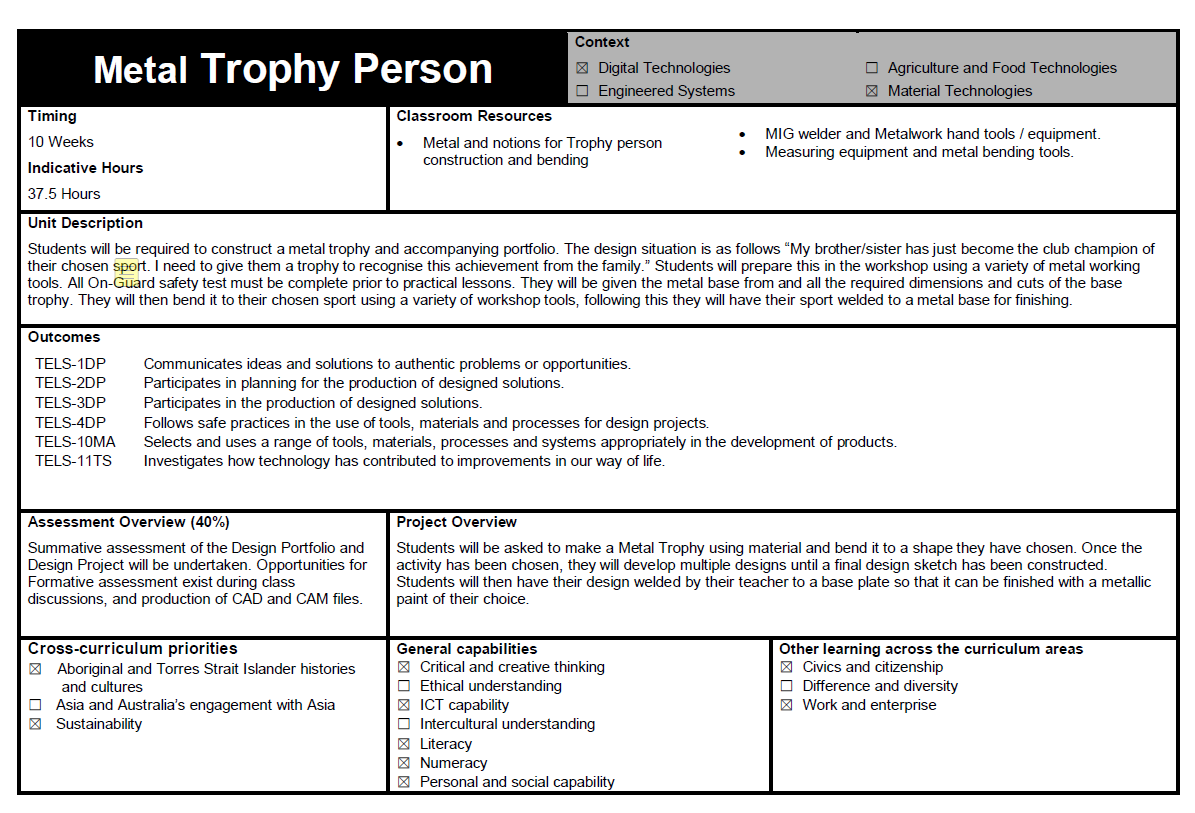 Metal Trophy Person
Context
☒ Digital Technologies
☐ Agriculture and Food Technologies
☐ Engineered Systems
☒ Material Technologies
Timing
10 Weeks
Indicative Hours
37.5 Hours
Classroom Resources
• Metal and notions for Trophy person
construction and bending
• MIG welder and Metalwork hand tools / equipment.
• Measuring equipment and metal bending tools.
Unit Description
Students will be required to construct a metal trophy and accompanying portfolio. The design situation is as follows “My brother/sister has just become the club champion of
their chosen sport. I need to give them a trophy to recognise this achievement from the family.” Students will prepare this in the workshop using a variety of metal working
tools. All On-Guard safety test must be complete prior to practical lessons. They will be given the metal base from and all the required dimensions and cuts of the base
trophy. They will then bend it to their chosen sport using a variety of workshop tools, following this they will have their sport welded to a metal base for finishing.
Outcomes
TELS-1DP Communicates ideas and solutions to authentic problems or opportunities.
TELS-2DP Participates in planning for the production of designed solutions.
TELS-3DP Participates in the production of designed solutions.
TELS-4DP Follows safe practices in the use of tools, materials and processes for design projects.
TELS-10MA Selects and uses a range of tools, materials, processes and systems appropriately in the development of products.
TELS-11TS Investigates how technology has contributed to improvements in our way of life.
Assessment Overview (40%)
Summative assessment of the Design Portfolio and
Design Project will be undertaken. Opportunities for
Formative assessment exist during class
discussions, and production of CAD and CAM files.
Project Overview
Students will be asked to make a Metal Trophy using material and bend it to a shape they have chosen. Once the
activity has been chosen, they will develop multiple designs until a final design sketch has been constructed.
Students will then have their design welded by their teacher to a base plate so that it can be finished with a metallic
paint of their choice.
Cross-curriculum priorities
☒ Aboriginal and Torres Strait Islander histories
and cultures
☐ Asia and Australia’s engagement with Asia
☒ Sustainability
General capabilities
☒ Critical and creative thinking
☐ Ethical understanding
☒ ICT capability
☐ Intercultural understanding
☒ Literacy
☒ Numeracy
☒ Personal and social capability
Other learning across the curriculum areas
☒ Civics and citizenship
☐ Difference and diversity
☒ Work and enterprise